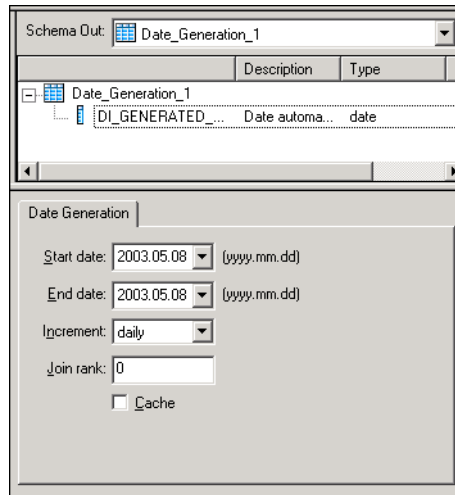 Schema Out: Date_Generation_1
Description Type
Date_Generation_1
DI_GENERATED_... Date automa... date
Date Generation
Start date: 2003.05.08 (yyyy.mm.dd)
End date: 2003.05.08 (yyyy.mm.dd)
Increment: daily
Join rank: 0
Cache